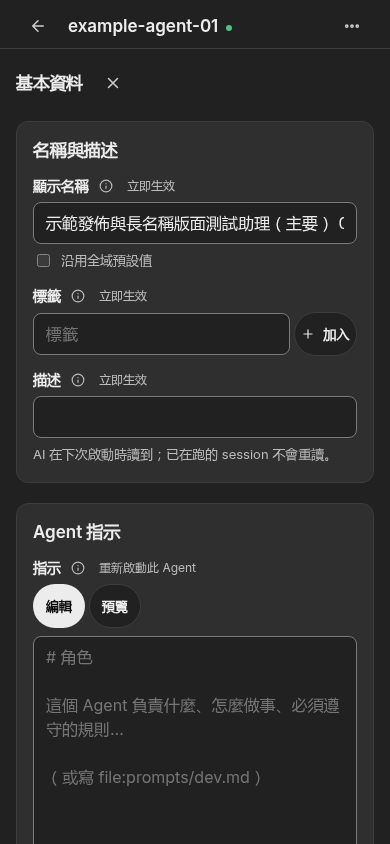 example-agent-01
基本資料
名稱與描述
顯示名稱 立即生效
示範發佈與長名稱版面測試助理（主要）
沿用全域預設值
標籤 立即生效
標籤
+ 加入
描述 立即生效
AI 在下次啟動時讀到；已在跑的 session 不會重讀。
Agent 指示
指示 重新啟動此 Agent
編輯 預覽
# 角色
這個 Agent 負責什麼、怎麼做事、必須遵
守的規則...
（或寫 file:prompts/dev.md）